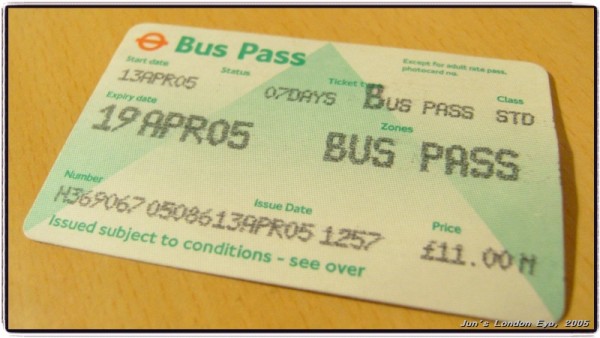 Bus Pass
Except for adult rate pass,
photocard no.
Start date Status Ticket t
13APR05 07DAYS BUS PASS Class STD
Expiry date Zones
19APR05 BUS PASS
Number Issue Date Price
H369067 05086 13APR05 1257 £11.00 M
Issued subject to conditions - see over
Jun's London Eye, 2005